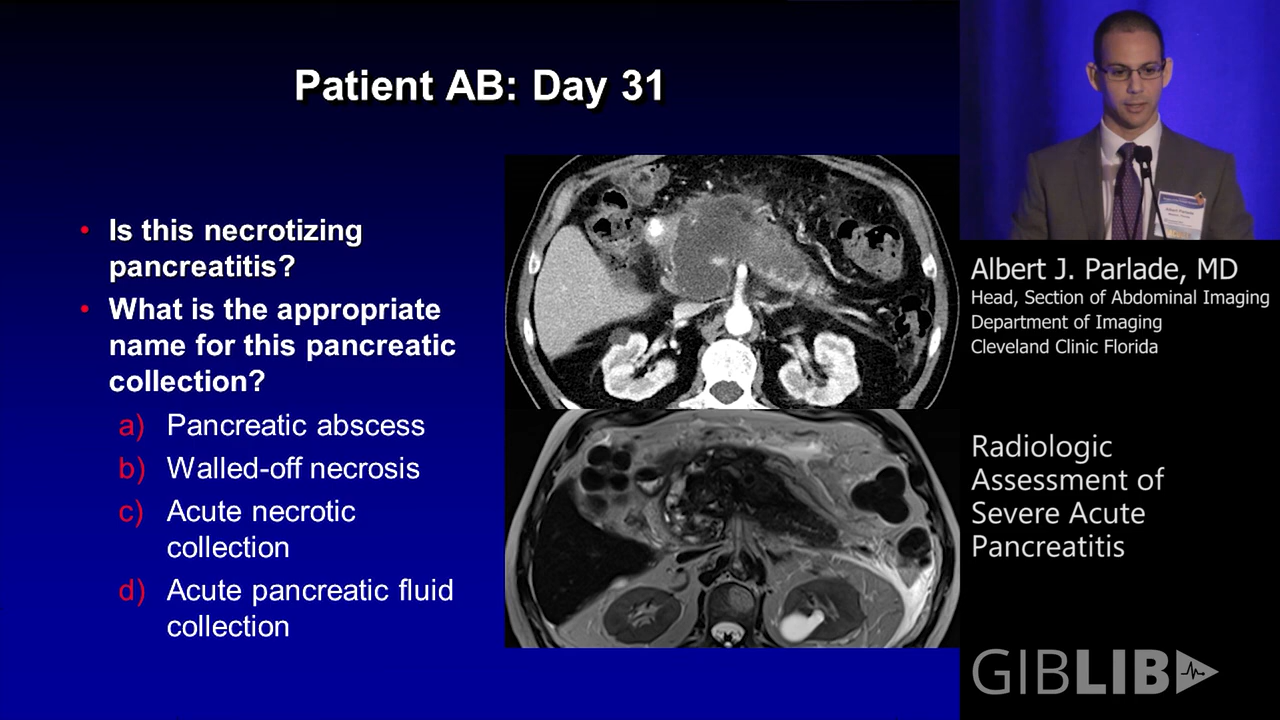 Patient AB: Day 31
• Is this necrotizing
pancreatitis?
• What is the appropriate
name for this pancreatic
collection?
a) Pancreatic abscess
b) Walled-off necrosis
c) Acute necrotic
collection
d) Acute pancreatic fluid
collection
Albert Parlade
Albert J. Parlade, MD
Head, Section of Abdominal Imaging
Department of Imaging
Cleveland Clinic Florida
Radiologic
Assessment of
Severe Acute
Pancreatitis
GIBLIB